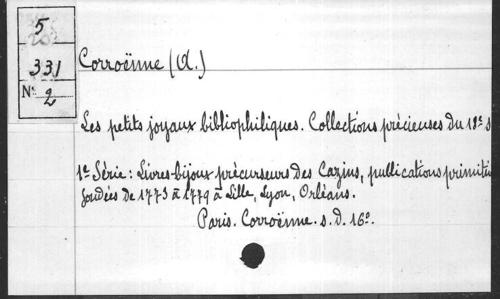 5
331
N° 2
Corroënne (A.)
Les petits joyaux bibliophiliques. Collections précieuses du 18e s
1e Série: Livres-bijoux précurseurs des Cazins, publications primitiv
fondées de 1773 à 1779 à Lille, Lyon, Orléans.
Paris. Corroënne. s.d. 16°.